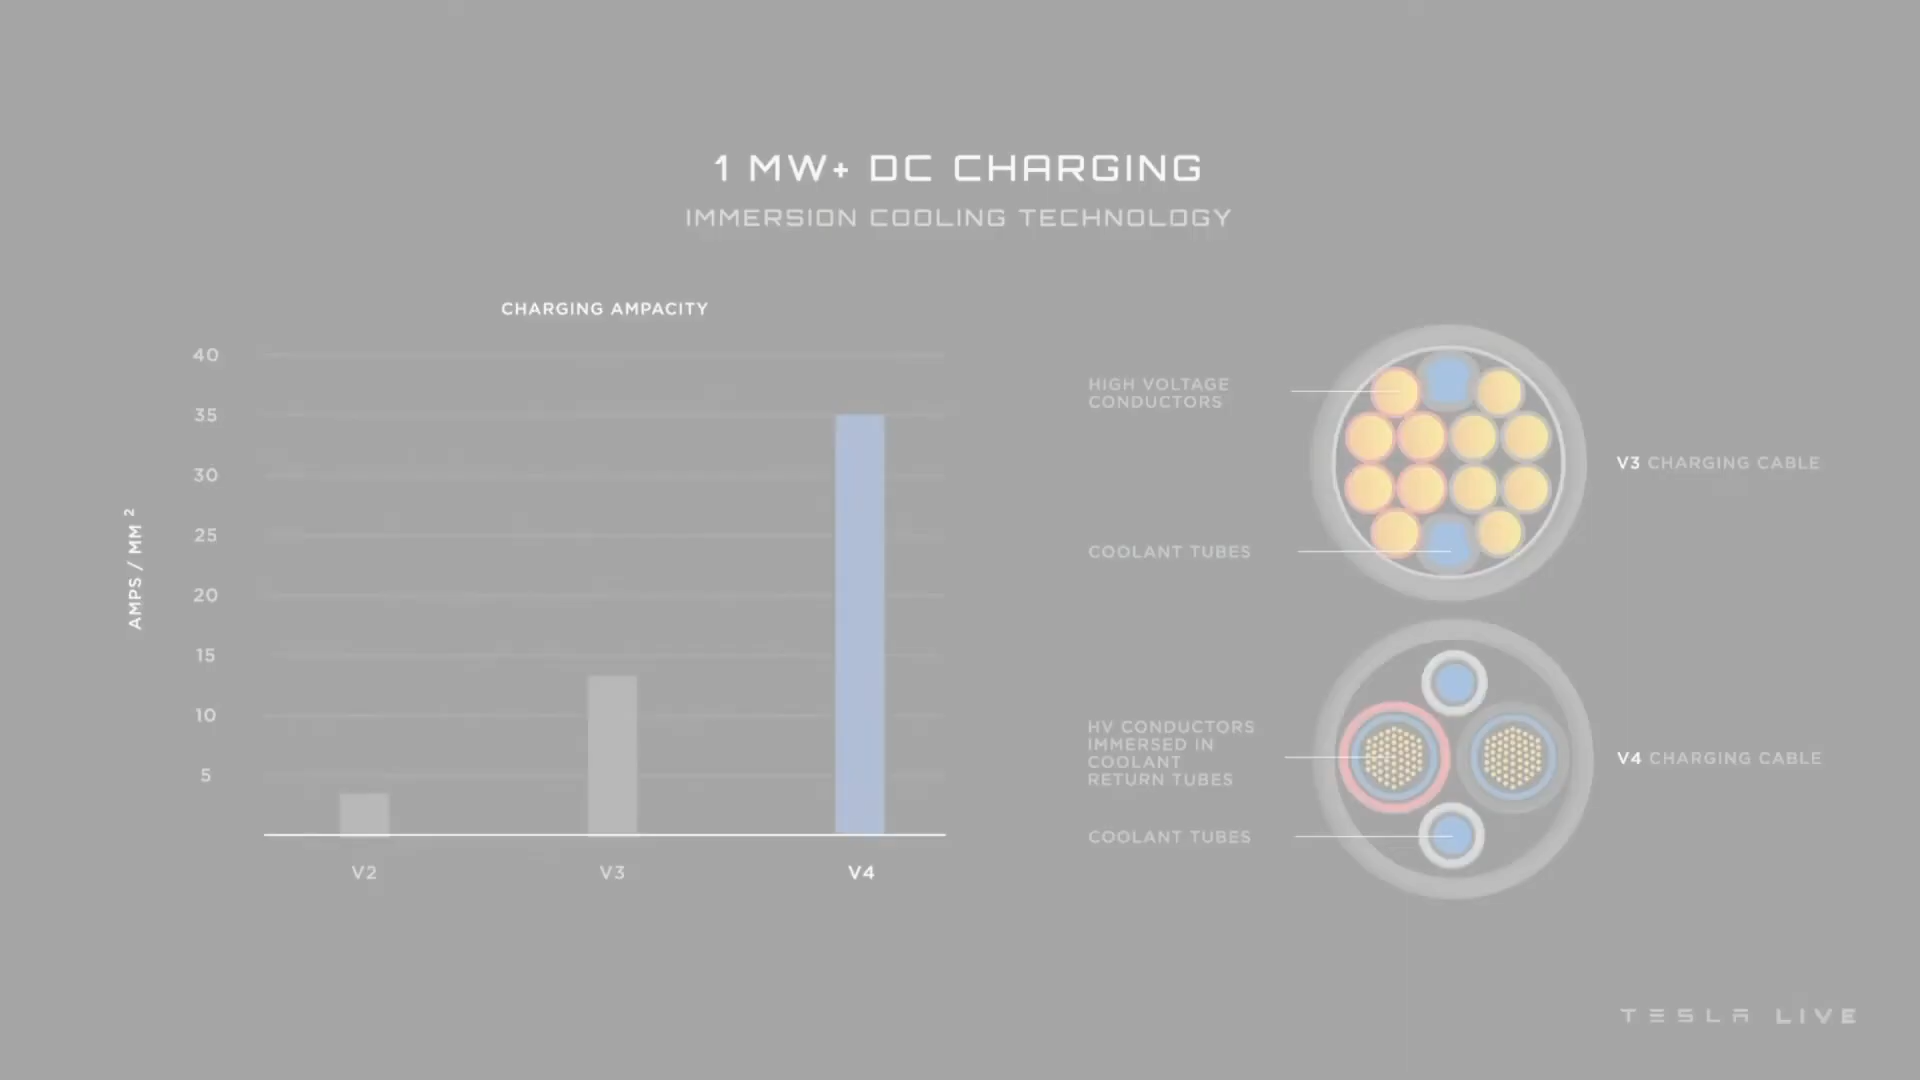 1 MW+ DC CHARGING
IMMERSION COOLING TECHNOLOGY
CHARGING AMPACITY
40
35
30
25
20
15
10
5
AMPS / MM ²
V2
V3
V4
HIGH VOLTAGE
CONDUCTORS
COOLANT TUBES
V3 CHARGING CABLE
HV CONDUCTORS
IMMERSED IN
COOLANT
RETURN TUBES
COOLANT TUBES
V4 CHARGING CABLE
TESLA LIVE